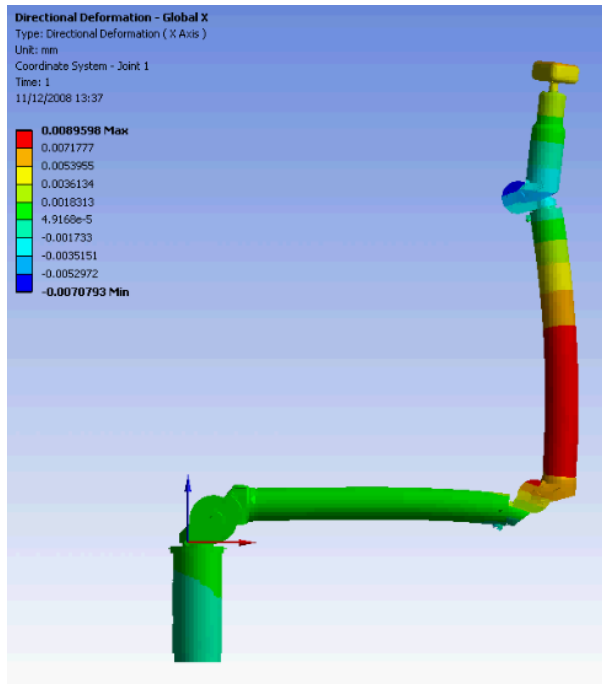 Directional Deformation - Global X
Type: Directional Deformation ( X Axis )
Unit: mm
Coordinate System - Joint 1
Time: 1
11/12/2008 13:37
0.0089598 Max
0.0071777
0.0053955
0.0036134
0.0018313
4.9168e-5
-0.001733
-0.0035151
-0.0052972
-0.0070793 Min